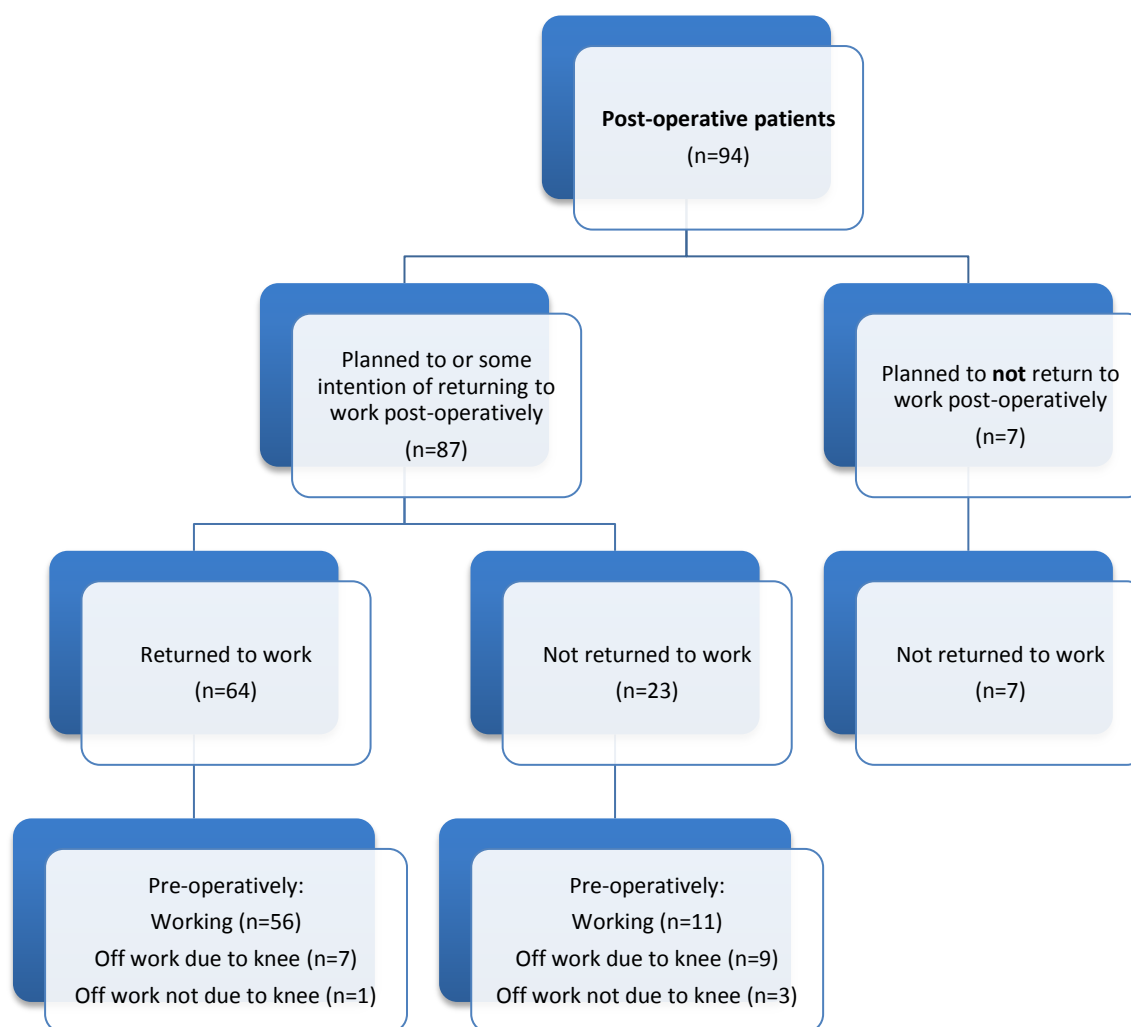 Post-operative patients
(n=94)
Planned to or some
intention of returning to
work post-operatively
(n=87)
Planned to not return to
work post-operatively
(n=7)
Returned to work
(n=64)
Not returned to work
(n=23)
Not returned to work
(n=7)
Pre-operatively:
Working (n=56)
Off work due to knee (n=7)
Off work not due to knee (n=1)
Pre-operatively:
Working (n=11)
Off work due to knee (n=9)
Off work not due to knee (n=3)